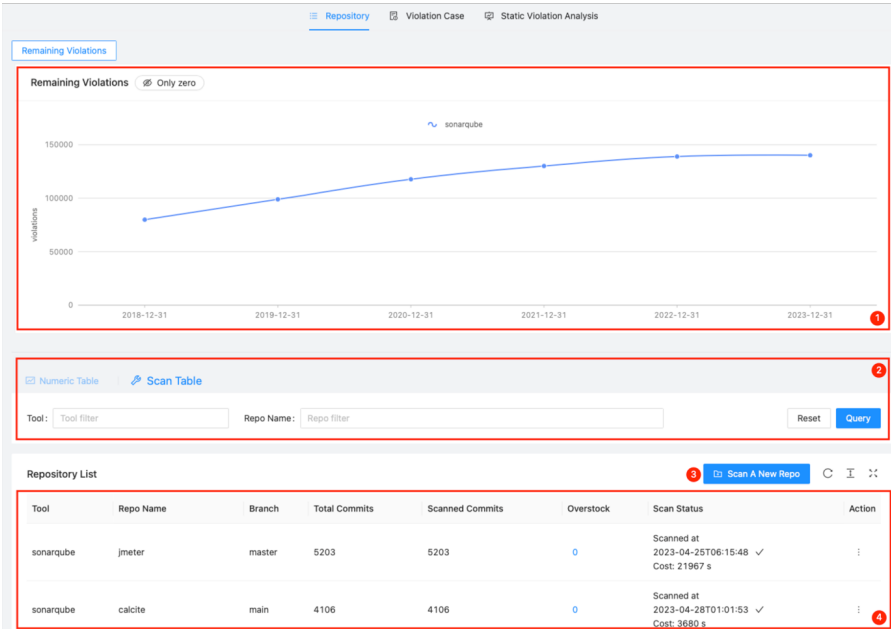 Repository Violation Case Static Violation Analysis
Remaining Violations
Remaining Violations Only zero
sonarqube
150000
100000
violations
50000
0
2018-12-31 2019-12-31 2020-12-31 2021-12-31 2022-12-31 2023-12-31
1
2
Numeric Table Scan Table
Tool: Tool filter Repo Name: Repo filter Reset Query
Repository List 3 Scan A New Repo
Tool Repo Name Branch Total Commits Scanned Commits Overstock Scan Status Action
Scanned at
sonarqube jmeter master 5203 5203 0 2023-04-25T06:15:48
Cost: 21967 s
Scanned at
sonarqube calcite main 4106 4106 0 2023-04-28T01:01:53
Cost: 3680 s
4